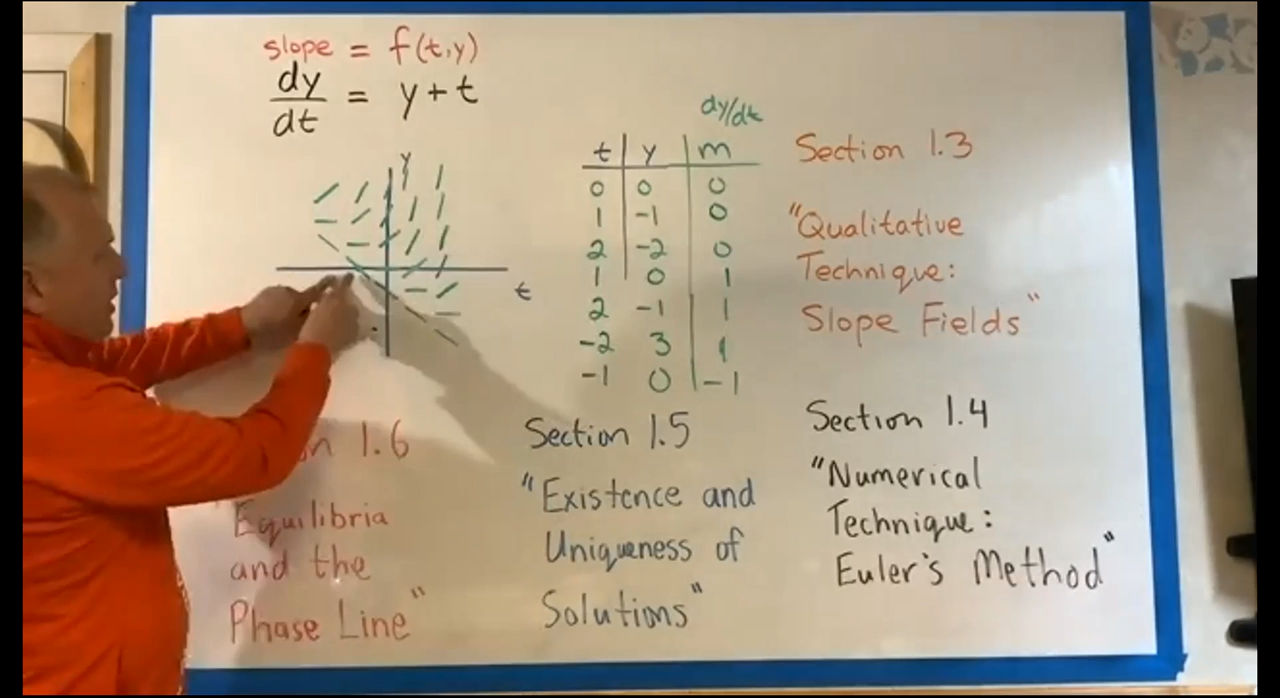 slope = f(t,y)
dy/dt = y+t
y
t
dy/dt
t | y | m
0 | 0 | 0
1 | -1 | 0
2 | -2 | 0
1 | 0 | 1
2 | -1 | 1
-2 | 3 | 1
-1 | 0 | -1
Section 1.3
"Qualitative
Technique:
Slope Fields"
Section 1.4
"Numerical
Technique:
Euler's Method"
Section 1.5
"Existence and
Uniqueness of
Solutions"
1.6
"Equilibria
and the
Phase Line"